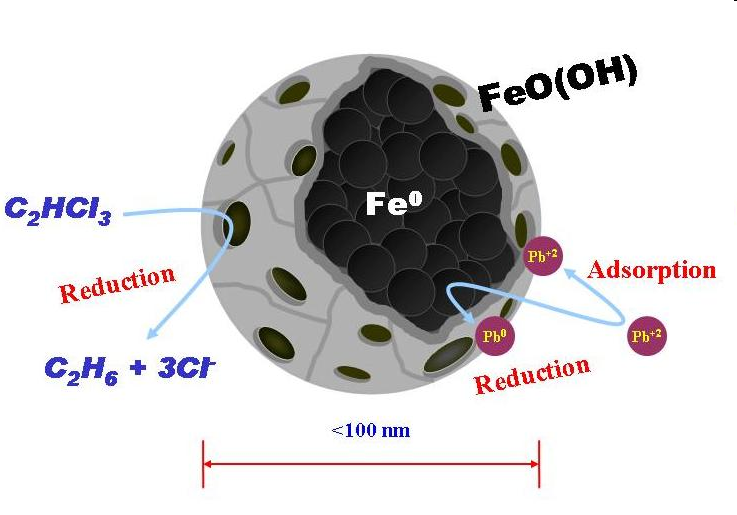 FeO(OH)
Fe⁰
C₂HCl₃
Pb⁺²
Adsorption
Reduction
Pb⁰
Pb⁺²
C₂H₆ + 3Cl⁻
Reduction
<100 nm